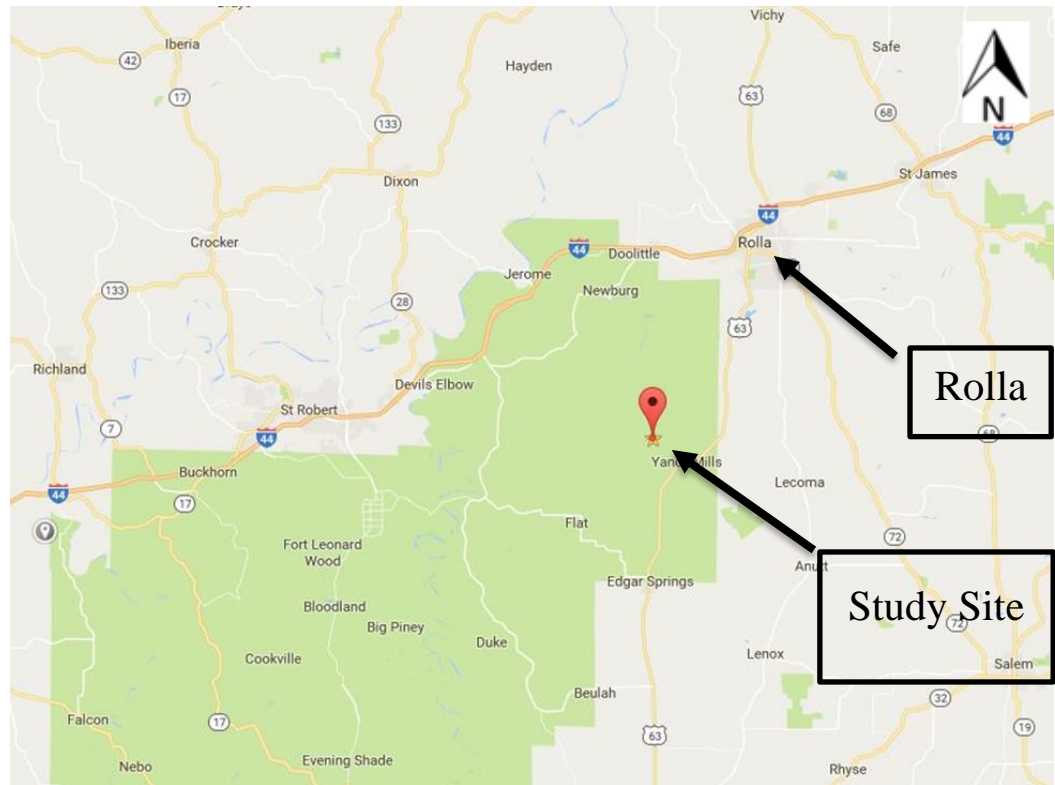 Vichy
Iberia
Safe
42
Hayden
17
63
N
68
133
44
St James
Dixon
44
Crocker
Rolla
44
Doolittle
Jerome
Newburg
133
28
63
Richland
Rolla
Devils Elbow
St Robert
7
68
44
Buckhorn
Lecoma
44
17
Flat
72
Fort Leonard
Wood
Anutt
Edgar Springs
Study Site
Bloodland
72
Big Piney
Duke
Lenox
Cookville
Salem
Beulah
32
Falcon
17
19
63
Evening Shade
Nebo
Rhyse